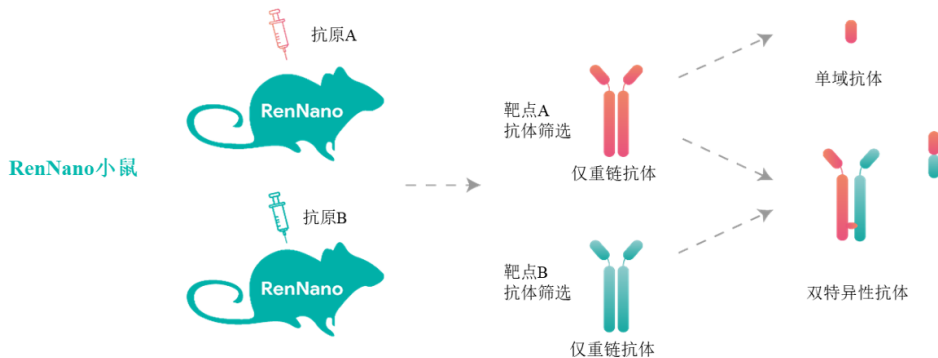 抗原A
RenNano
单域抗体
靶点A
抗体筛选
仅重链抗体
RenNano小鼠
抗原B
RenNano
靶点B
抗体筛选
双特异性抗体
仅重链抗体